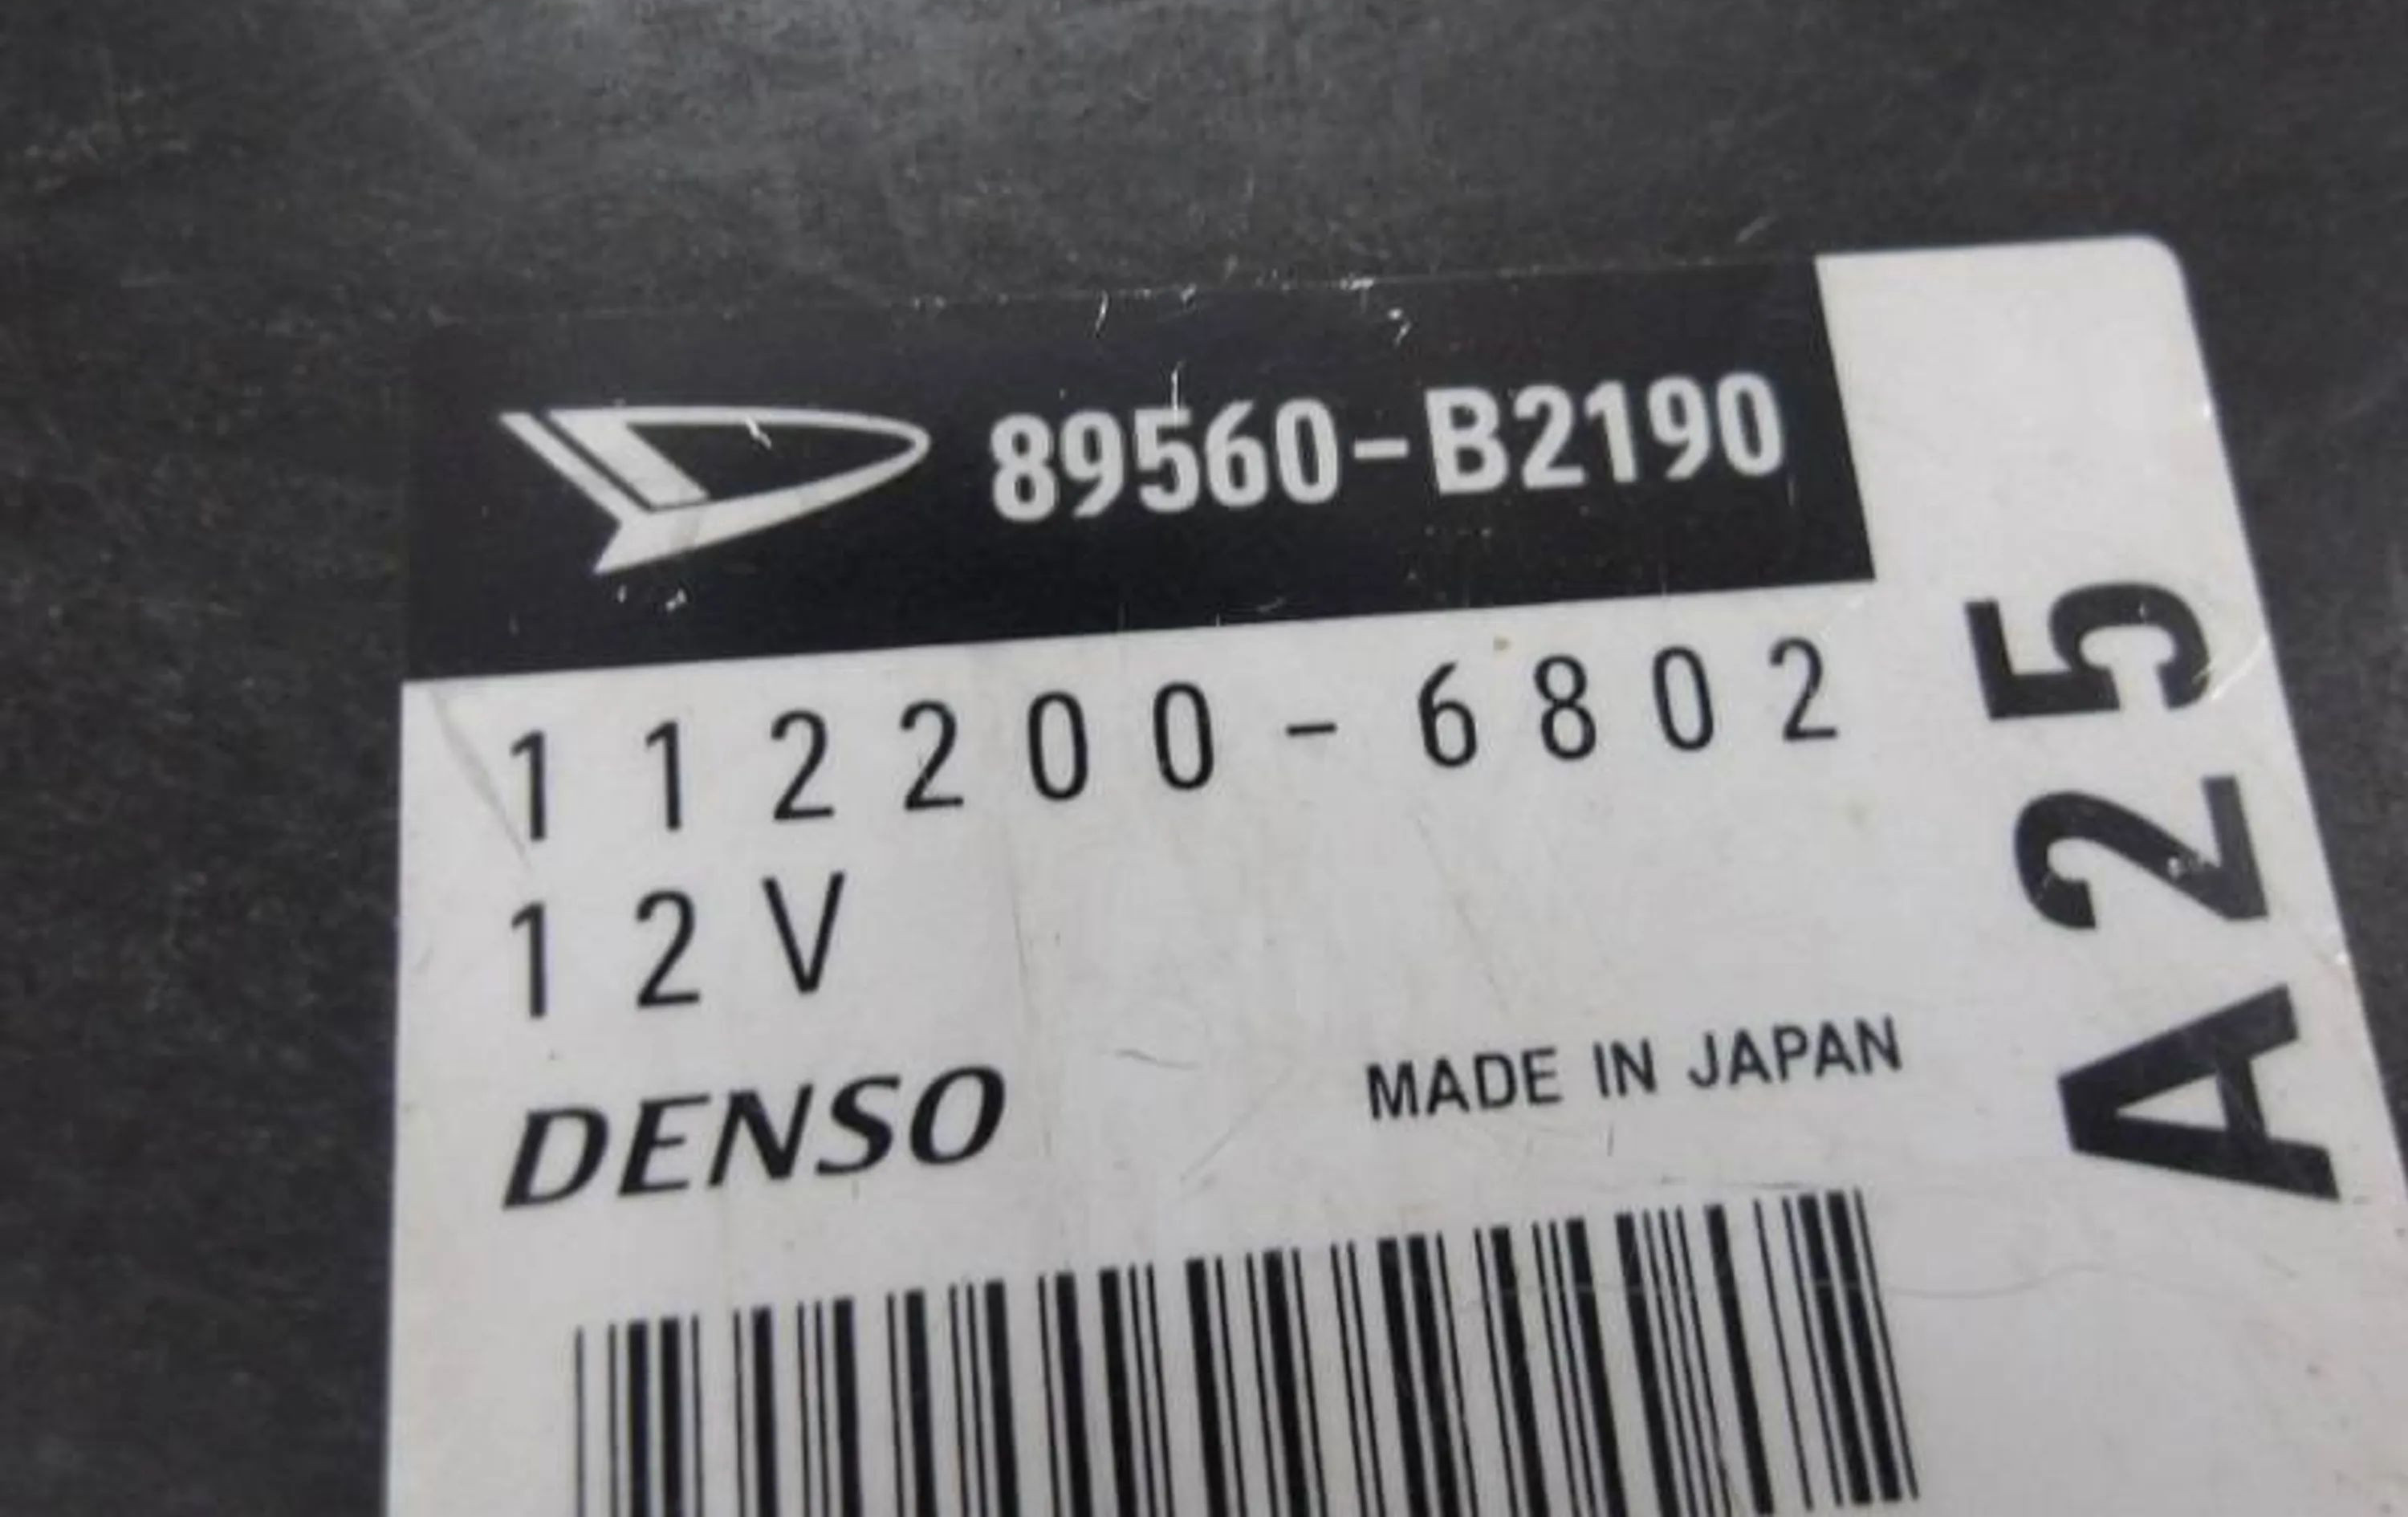 89560-B2190
112200-6802
12V
DENSO
MADE IN JAPAN
A25